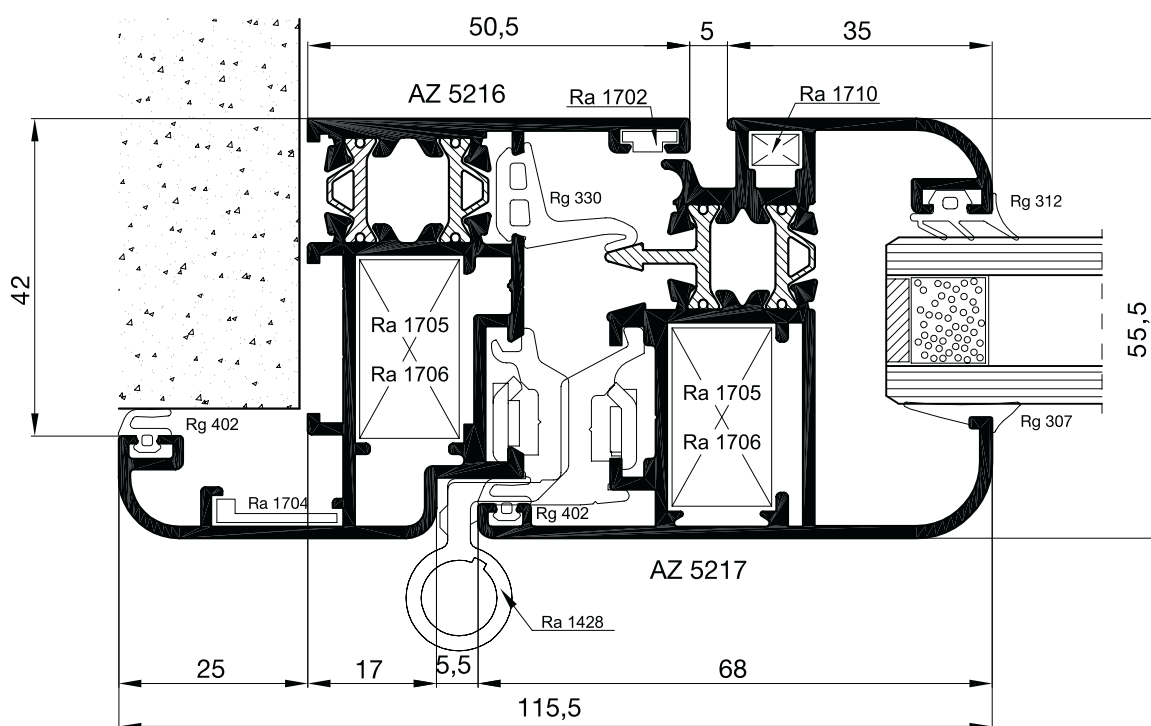 50,5
5
35
AZ 5216
Ra 1702
Ra 1710
Rg 330
Rg 312
42
55,5
Ra 1705
Ra 1706
Ra 1705
Ra 1706
Rg 402
Rg 307
Ra 1704
Rg 402
AZ 5217
Ra 1428
25
17
5,5
68
115,5